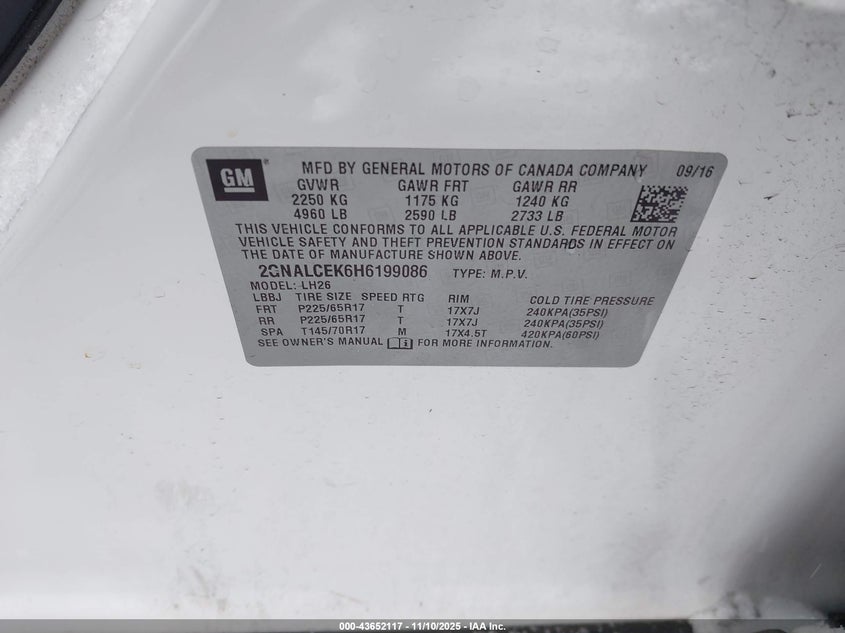 GM ® MFD BY GENERAL MOTORS OF CANADA COMPANY 09/16
GVWR GAWR FRT GAWR RR
2250 KG 1175 KG 1240 KG
4960 LB 2590 LB 2733 LB
THIS VEHICLE CONFORMS TO ALL APPLICABLE U.S. FEDERAL MOTOR
VEHICLE SAFETY AND THEFT PREVENTION STANDARDS IN EFFECT ON
THE DATE OF MANUFACTURE SHOWN ABOVE.
2GNALCEK6H6199086 TYPE: M.P.V.
MODEL: LH26
LBBJ TIRE SIZE SPEED RTG RIM COLD TIRE PRESSURE
FRT P225/65R17 T 17X7J 240KPA(35PSI)
RR P225/65R17 T 17X7J 240KPA(35PSI)
SPA T145/70R17 M 17X4.5T 420KPA(60PSI)
SEE OWNER'S MANUAL FOR MORE INFORMATION.
000-43652117 - 11/10/2025 - IAA Inc.